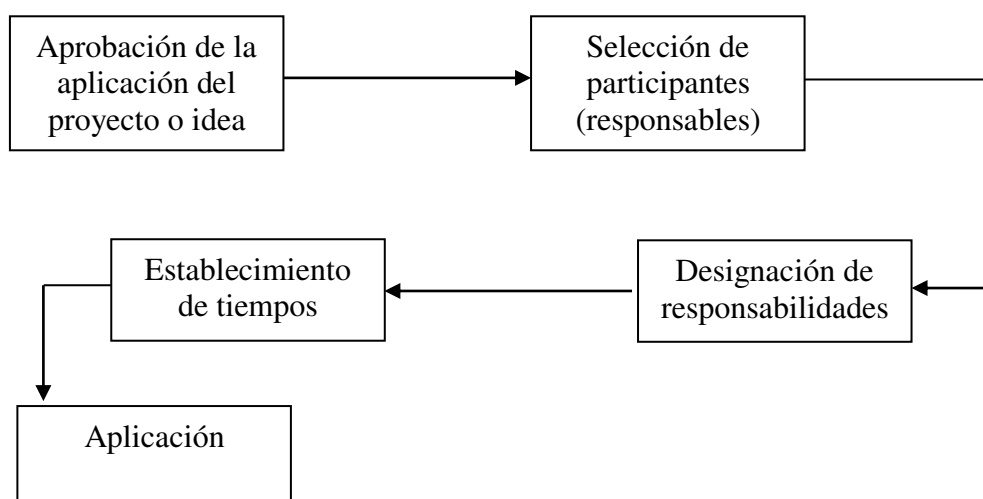 Aprobación de la
aplicación del
proyecto o idea
Selección de
participantes
(responsables)
Designación de
responsabilidades
Establecimiento
de tiempos
Aplicación